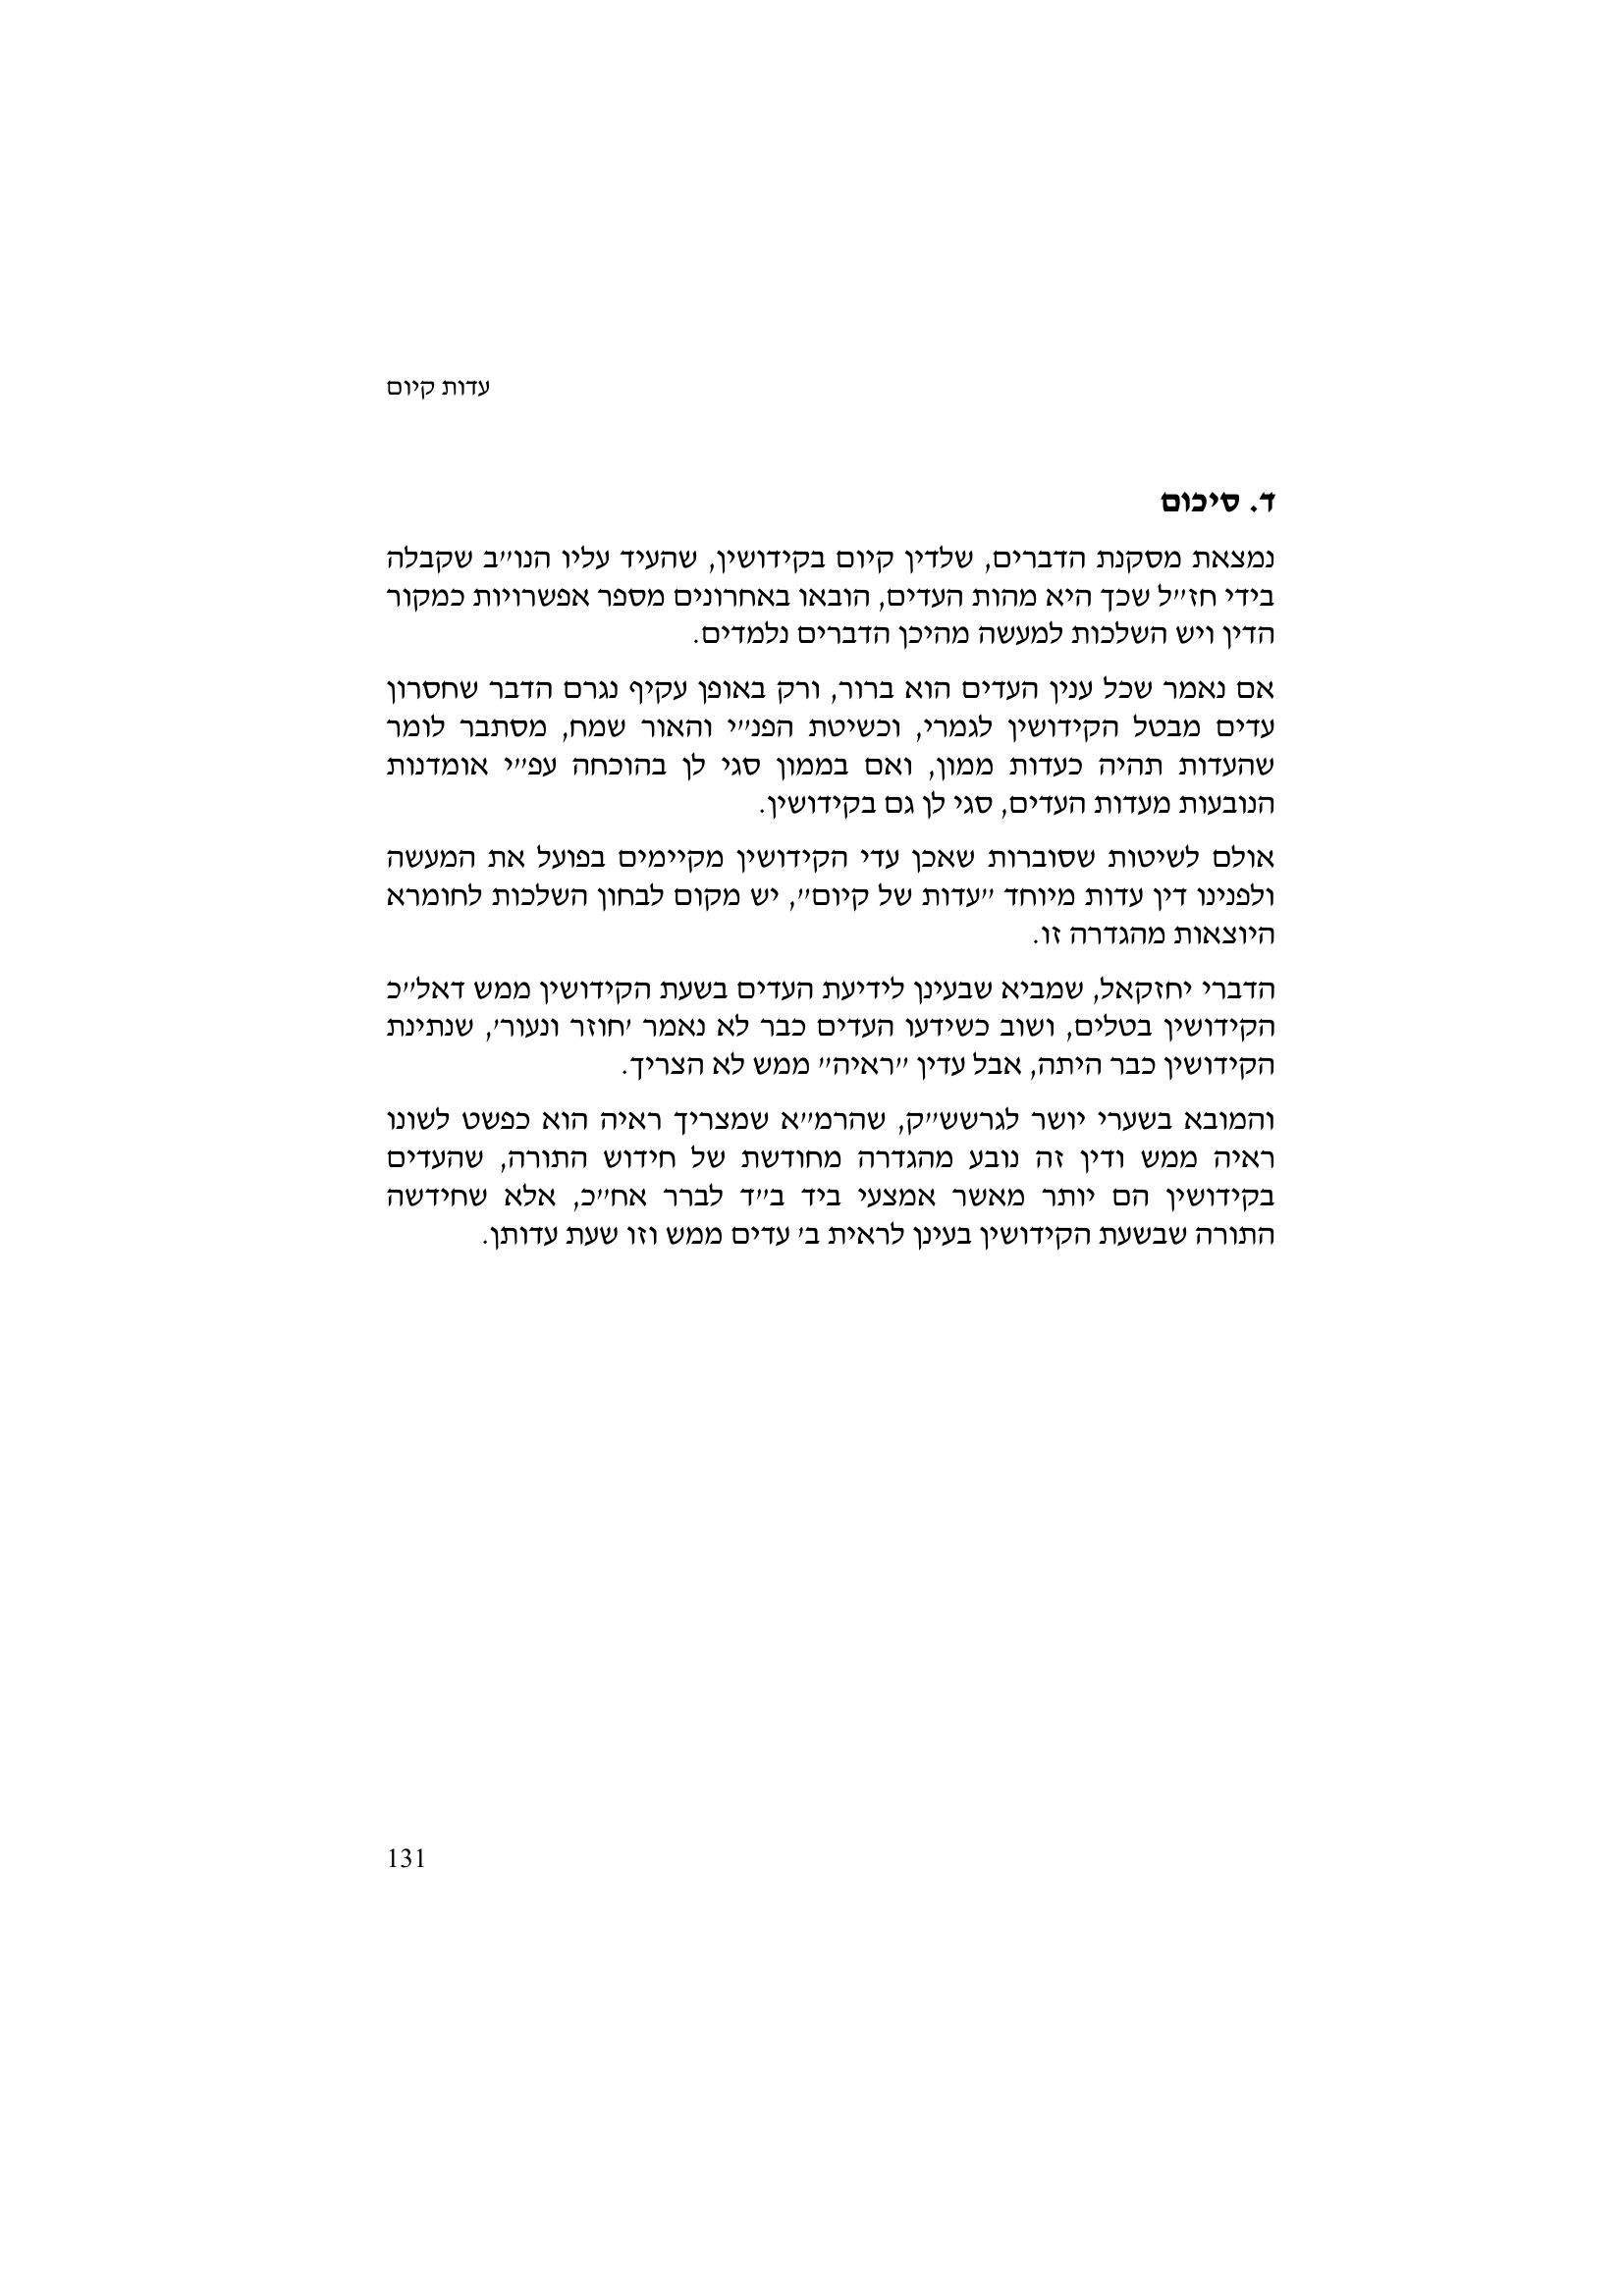 עדות קיום
ד. סיכום
נמצאת מסקנת הדברים, שלדין קיום בקידושין, שהעיד עליו הנו״ב שקבלה
בידי חז״ל שכך היא מהות העדים, הובאו באחרונים מספר אפשרויות כמקור
הדין ויש השלכות למעשה מהיכן הדברים נלמדים.
אם נאמר שכל ענין העדים הוא ברור, ורק באופן עקיף נגרם הדבר שחסרון
עדים מבטל הקידושין לגמרי, וכשיטת הפנ״י והאור שמח, מסתבר לומר
שהעדות תהיה כעדות ממון, ואם בממון סגי לן בהוכחה עפ״י אומדנות
הנובעות מעדות העדים, סגי לן גם בקידושין.
אולם לשיטות שסוברות שאכן עדי הקידושין מקיימים בפועל את המעשה
ולפנינו דין עדות מיוחד ״עדות של קיום״, יש מקום לבחון השלכות לחומרא
היוצאות מהגדרה זו.
הדברי יחזקאל, שמביא שבעינן לידיעת העדים בשעת הקידושין ממש דאל״כ
הקידושין בטלים, ושוב כשידעו העדים כבר לא נאמר ׳חוזר ונעור׳, שנתינת
הקידושין כבר היתה, אבל עדין ״ראיה״ ממש לא הצריך.
והמובא בשערי יושר לגרשש״ק, שהרמ״א שמצריך ראיה הוא כפשט לשונו
ראיה ממש ודין זה נובע מהגדרה מחודשת של חידוש התורה, שהעדים
בקידושין הם יותר מאשר אמצעי ביד ב״ד לברר אח״כ, אלא שחידשה
התורה שבשעת הקידושין בעינן לראית ב׳ עדים ממש וזו שעת עדותן.
131